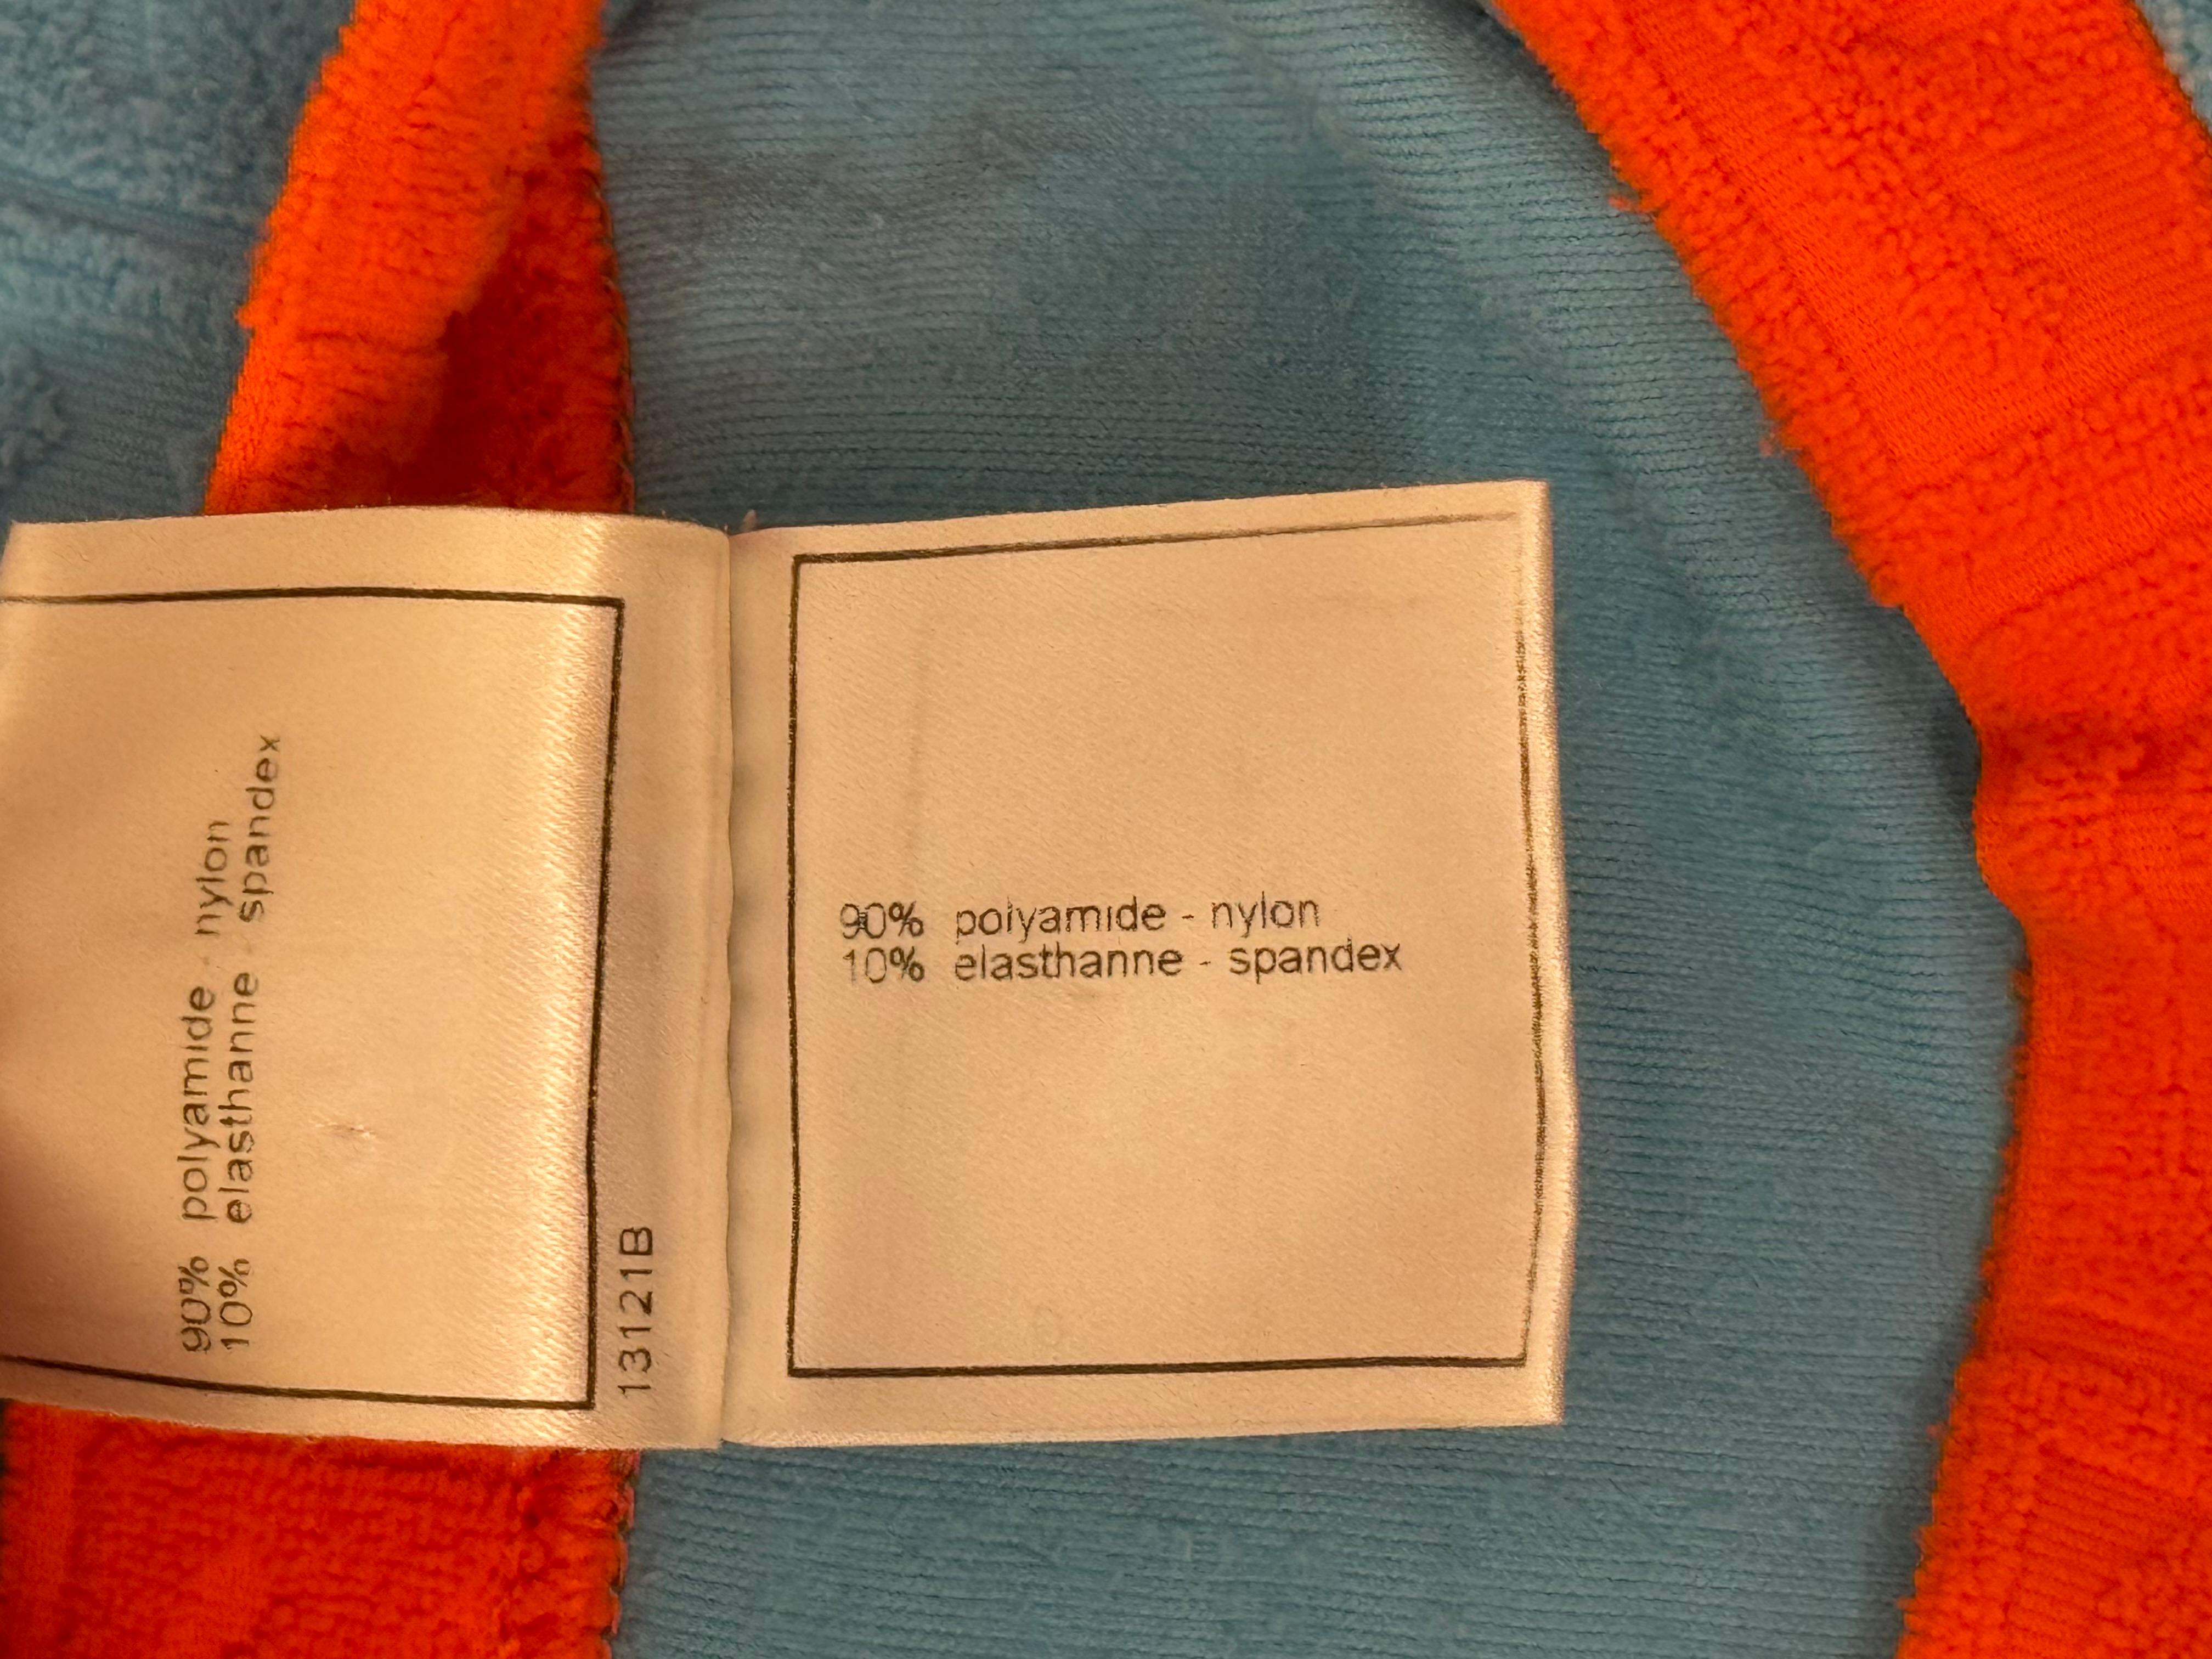 90% polyamide - nylon
10% elasthanne - spandex
13121B
90% polyamide - nylon
10% elasthanne - spandex